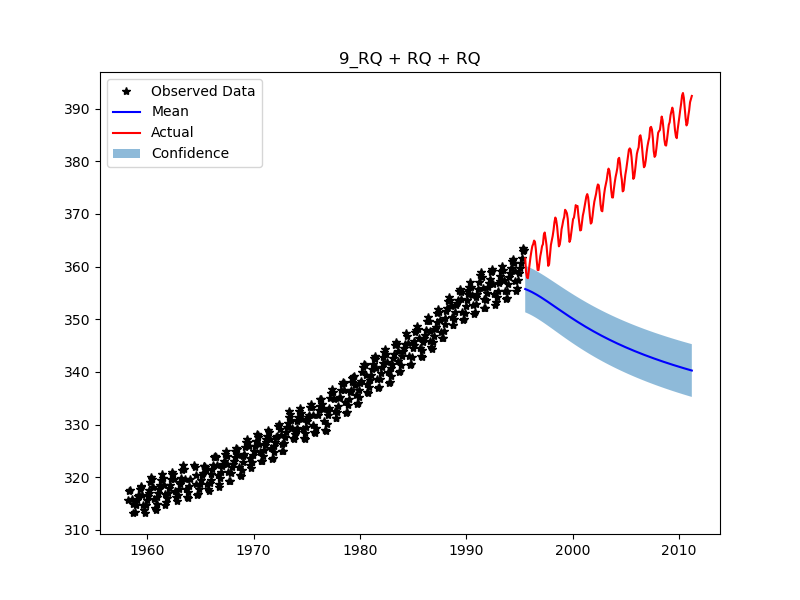 9_RQ + RQ + RQ
Observed Data
Mean
Actual
Confidence
390
380
370
360
350
340
330
320
310
1960 1970 1980 1990 2000 2010